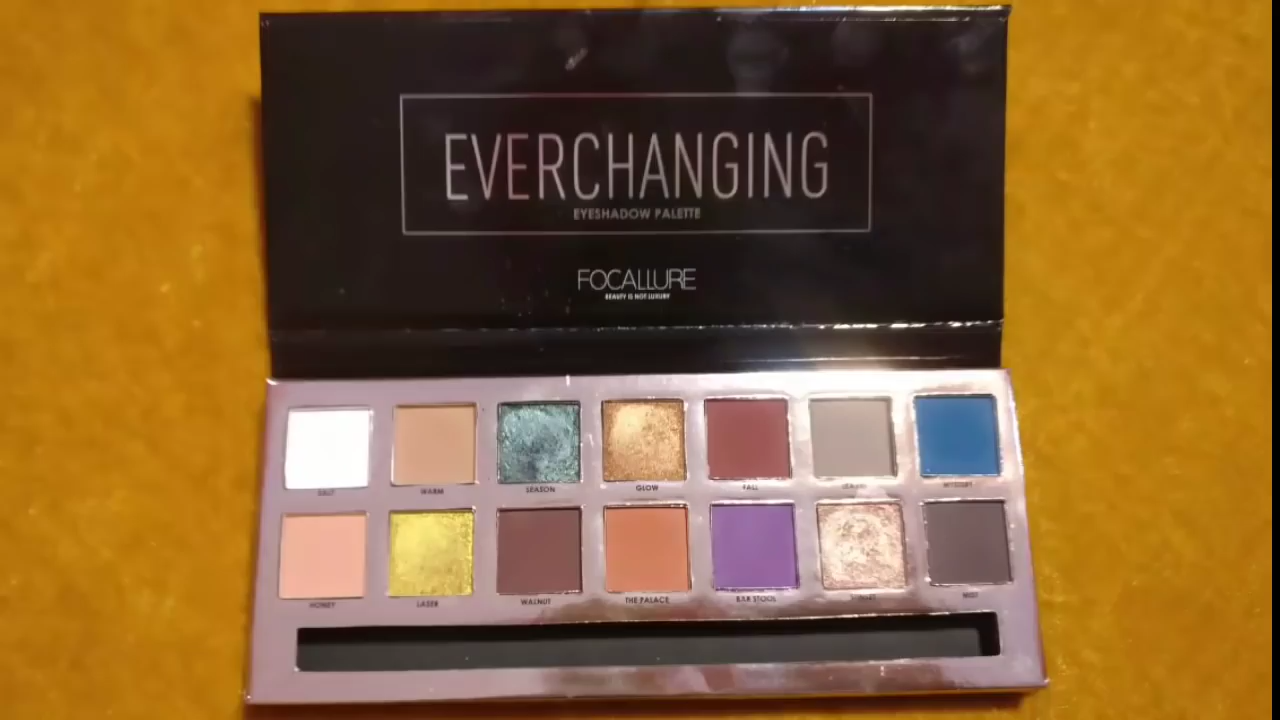 EVERCHANGING
EYESHADOW PALETTE
FOCALLURE
BEAUTY IS NOT LUXURY
WARM SEASON GLOW FALL MYSTERY
HONEY LASER WALNUT THE PALACE BAR STOOL MIST